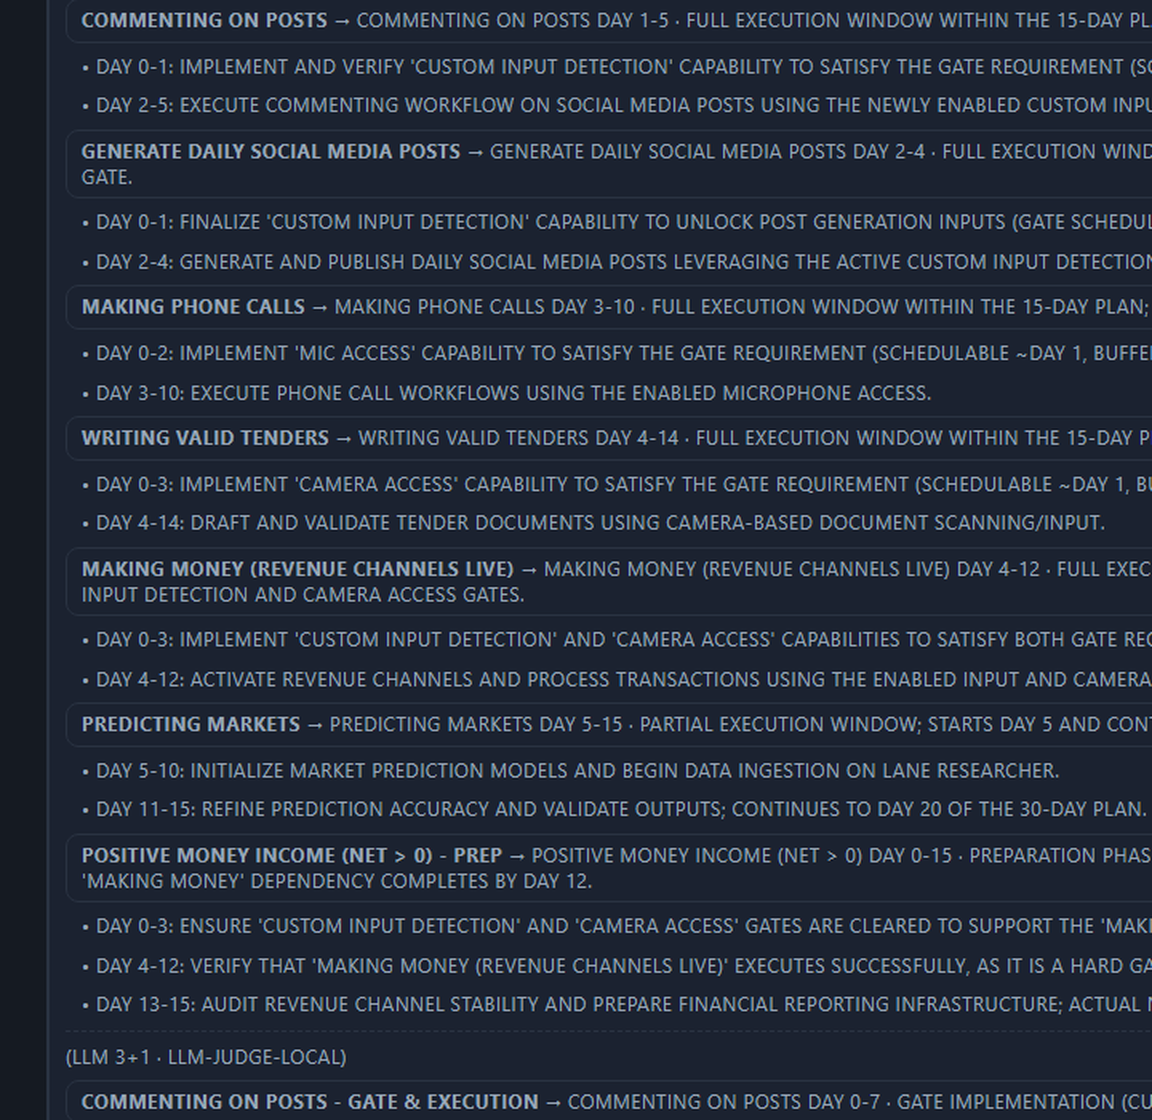 COMMENTING ON POSTS → COMMENTING ON POSTS DAY 1-5 · FULL EXECUTION WINDOW WITHIN THE 15-DAY
• DAY 0-1: IMPLEMENT AND VERIFY 'CUSTOM INPUT DETECTION' CAPABILITY TO SATISFY THE GATE REQUIREMENT
• DAY 2-5: EXECUTE COMMENTING WORKFLOW ON SOCIAL MEDIA POSTS USING THE NEWLY ENABLED CUSTOM
GENERATE DAILY SOCIAL MEDIA POSTS → GENERATE DAILY SOCIAL MEDIA POSTS DAY 2-4 · FULL EXECUTION
GATE.
• DAY 0-1: FINALIZE 'CUSTOM INPUT DETECTION' CAPABILITY TO UNLOCK POST GENERATION INPUTS (GATE
• DAY 2-4: GENERATE AND PUBLISH DAILY SOCIAL MEDIA POSTS LEVERAGING THE ACTIVE CUSTOM INPUT DETECTION
MAKING PHONE CALLS → MAKING PHONE CALLS DAY 3-10 · FULL EXECUTION WINDOW WITHIN THE 15-DAY PLAN;
• DAY 0-2: IMPLEMENT 'MIC ACCESS' CAPABILITY TO SATISFY THE GATE REQUIREMENT (SCHEDULABLE ~DAY 1,
• DAY 3-10: EXECUTE PHONE CALL WORKFLOWS USING THE ENABLED MICROPHONE ACCESS.
WRITING VALID TENDERS → WRITING VALID TENDERS DAY 4-14 · FULL EXECUTION WINDOW WITHIN THE 15-DAY
• DAY 0-3: IMPLEMENT 'CAMERA ACCESS' CAPABILITY TO SATISFY THE GATE REQUIREMENT (SCHEDULABLE ~DAY 1,
• DAY 4-14: DRAFT AND VALIDATE TENDER DOCUMENTS USING CAMERA-BASED DOCUMENT SCANNING/INPUT.
MAKING MONEY (REVENUE CHANNELS LIVE) → MAKING MONEY (REVENUE CHANNELS LIVE) DAY 4-12 · FULL
INPUT DETECTION AND CAMERA ACCESS GATES.
• DAY 0-3: IMPLEMENT 'CUSTOM INPUT DETECTION' AND 'CAMERA ACCESS' CAPABILITIES TO SATISFY BOTH GATE
• DAY 4-12: ACTIVATE REVENUE CHANNELS AND PROCESS TRANSACTIONS USING THE ENABLED INPUT AND CAMERA
PREDICTING MARKETS → PREDICTING MARKETS DAY 5-15 · PARTIAL EXECUTION WINDOW; STARTS DAY 5 AND
• DAY 5-10: INITIALIZE MARKET PREDICTION MODELS AND BEGIN DATA INGESTION ON LANE RESEARCHER.
• DAY 11-15: REFINE PREDICTION ACCURACY AND VALIDATE OUTPUTS; CONTINUES TO DAY 20 OF THE 30-DAY PLAN.
POSITIVE MONEY INCOME (NET > 0) - PREP → POSITIVE MONEY INCOME (NET > 0) DAY 0-15 · PREPARATION
'MAKING MONEY' DEPENDENCY COMPLETES BY DAY 12.
• DAY 0-3: ENSURE 'CUSTOM INPUT DETECTION' AND 'CAMERA ACCESS' GATES ARE CLEARED TO SUPPORT THE
• DAY 4-12: VERIFY THAT 'MAKING MONEY (REVENUE CHANNELS LIVE)' EXECUTES SUCCESSFULLY, AS IT IS A HARD
• DAY 13-15: AUDIT REVENUE CHANNEL STABILITY AND PREPARE FINANCIAL REPORTING INFRASTRUCTURE; ACTUAL
(LLM 3+1 · LLM-JUDGE-LOCAL)
COMMENTING ON POSTS - GATE & EXECUTION → COMMENTING ON POSTS DAY 0-7 · GATE IMPLEMENTATION